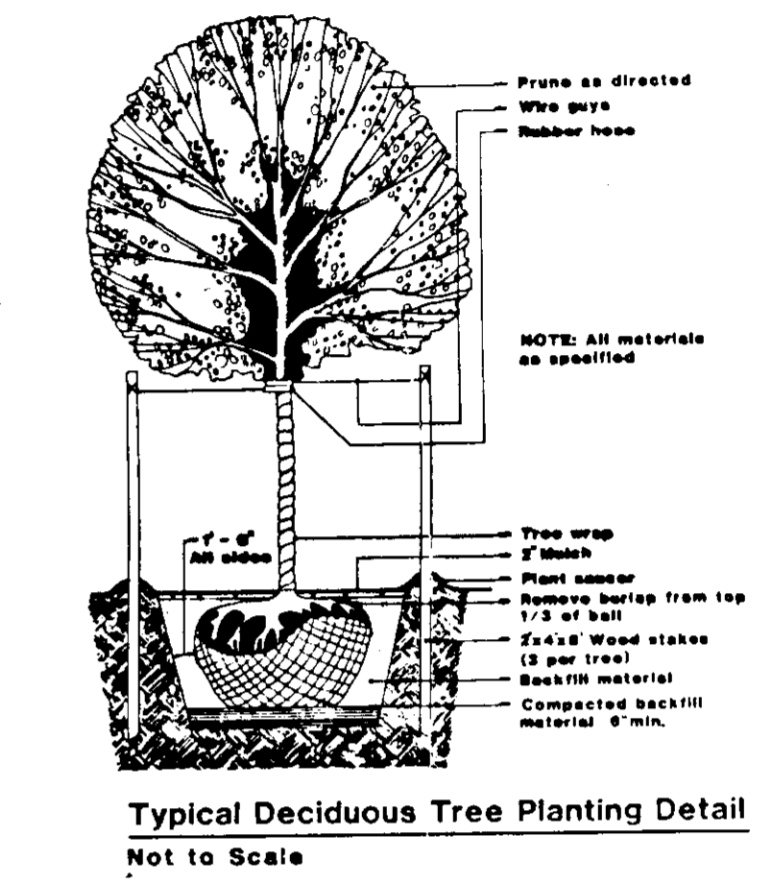 Prune as directed
Wire guys
Rubber hose
NOTE: All materials
as specified
1' - 6"
All sides
Tree wrap
2" Mulch
Plant saucer
Remove burlap from top
1/3 of ball
2"x4"x8' Wood stakes
(3 per tree)
Backfill material
Compacted backfill
material 6"min.
Typical Deciduous Tree Planting Detail
Not to Scale